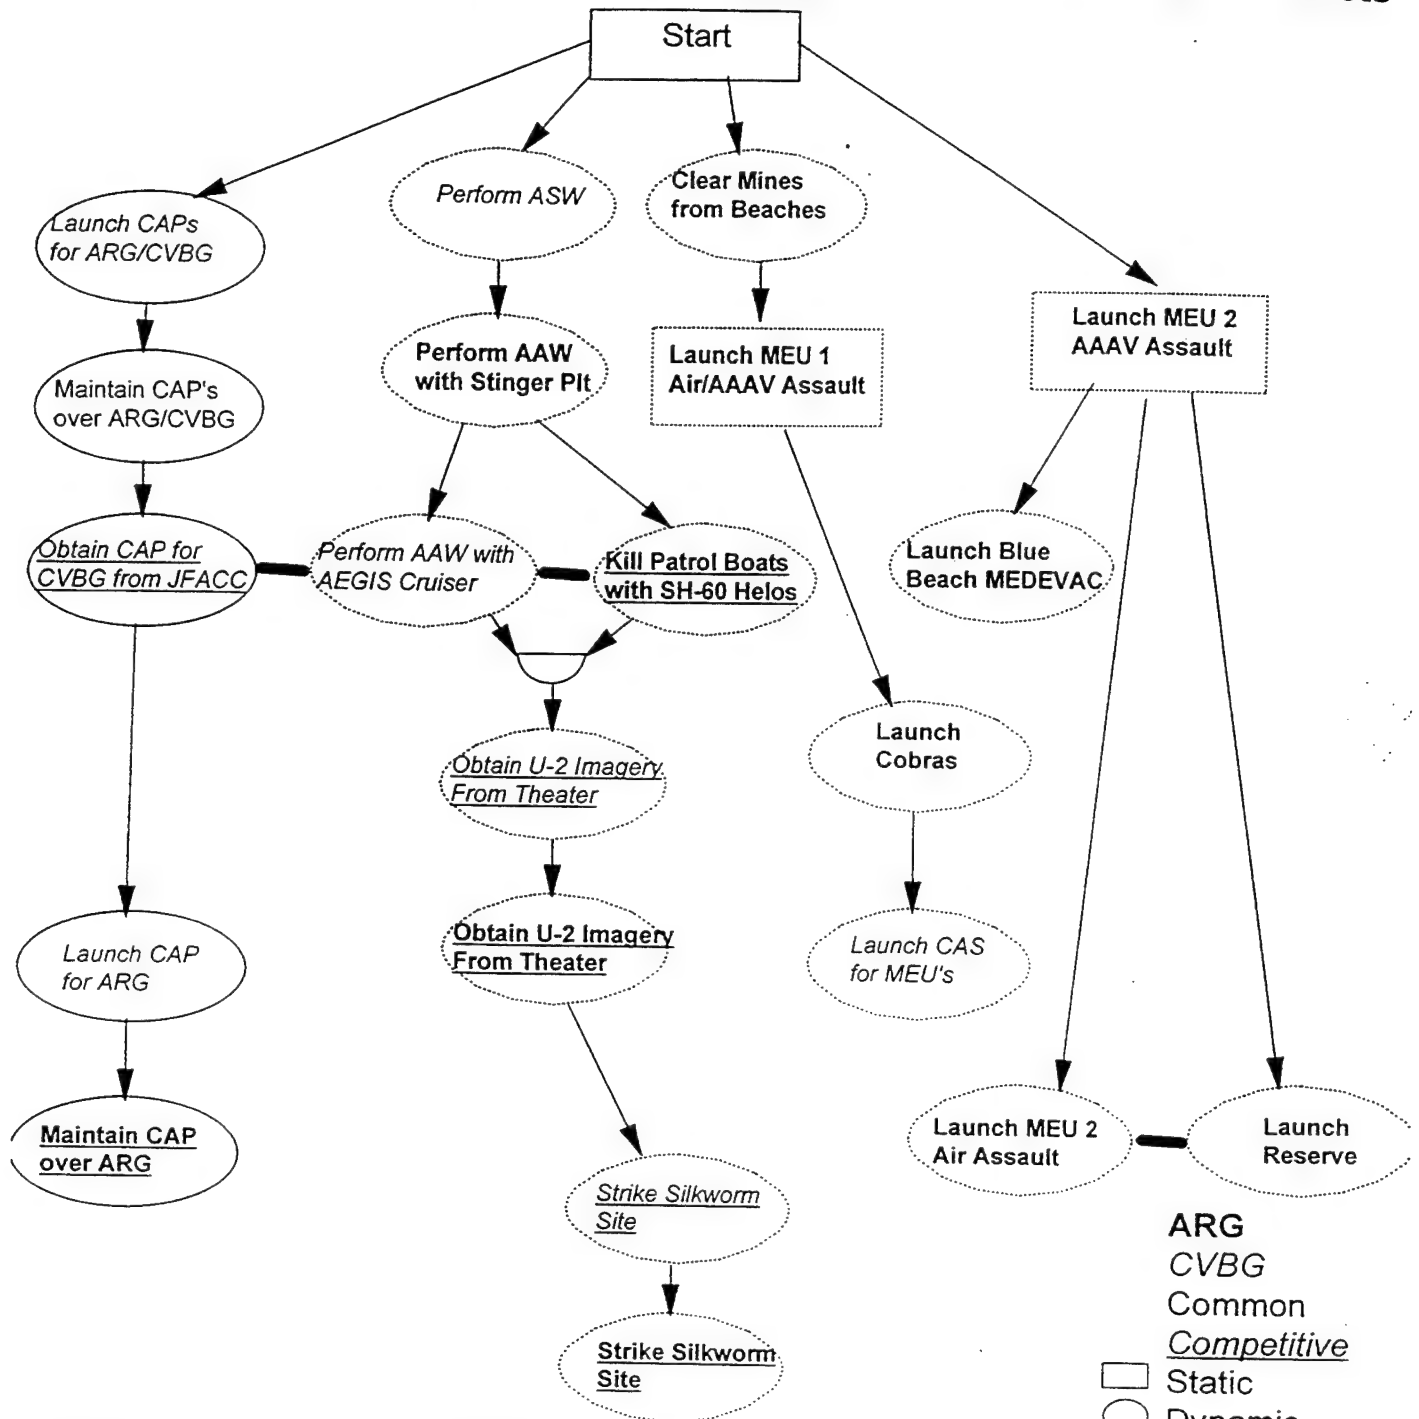 Start
Perform ASW
Clear Mines
from Beaches
Launch CAPs
for ARG/CVBG
Launch MEU 2
AAAV Assault
Perform AAW
with Stinger Plt
Launch MEU 1
Air/AAAV Assault
Maintain CAP's
over ARG/CVBG
Obtain CAP for
CVBG from JFACC
Perform AAW with
AEGIS Cruiser
Kill Patrol Boats
with SH-60 Helos
Launch Blue
Beach MEDEVAC
Launch
Cobras
Obtain U-2 Imagery
From Theater
Obtain U-2 Imagery
From Theater
Launch CAP
for ARG
Launch CAS
for MEU's
Maintain CAP
over ARG
Launch MEU 2
Air Assault
Launch
Reserve
Strike Silkworm
Site
Strike Silkworm
Site
ARG
CVBG
Common
Competitive
Static
Dynamic